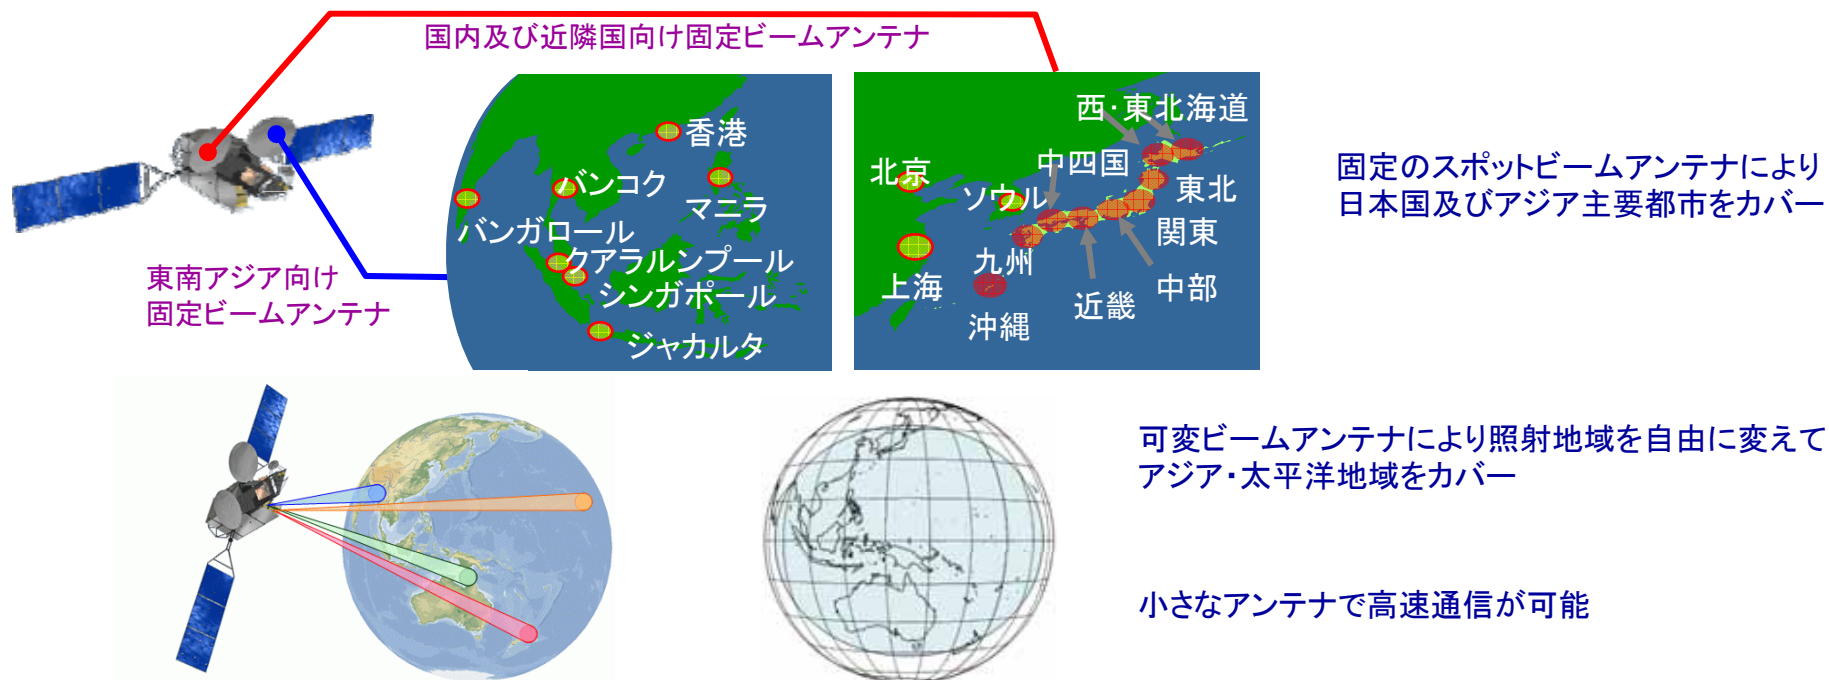 国内及び近隣国向け固定ビームアンテナ
東南アジア向け
固定ビームアンテナ
香港
バンコク
マニラ
バンガロール
クアラルンプール
シンガポール
ジャカルタ
西・東北海道
北京
中四国
ソウル
東北
関東
上海
九州
中部
近畿
沖縄
固定のスポットビームアンテナにより
日本国及びアジア主要都市をカバー
可変ビームアンテナにより照射地域を自由に変えて
アジア・太平洋地域をカバー
小さなアンテナで高速通信が可能